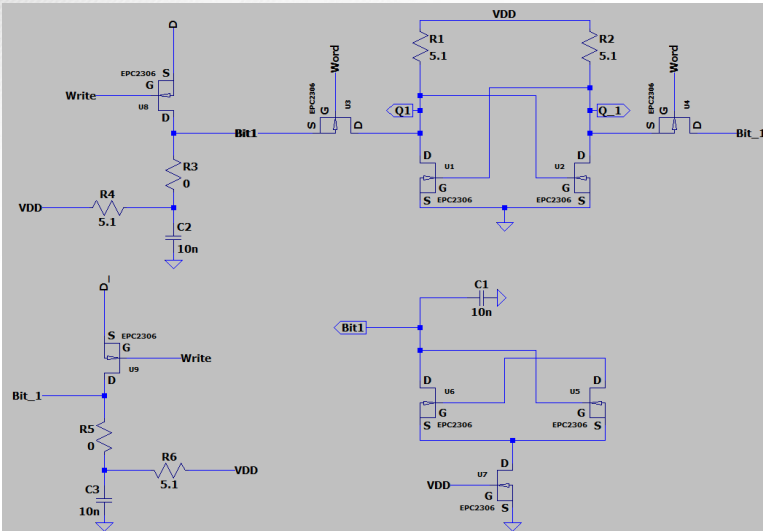 D
EPC2306
S
G
Write
U8
D
Bit1
R3
0
R4
VDD
5.1
C2
10n
Word
EPC2306
G
U3
S
D
VDD
R1
5.1
R2
5.1
Q1
Q_1
Word
EPC2306
G
U4
S
D
Bit_1
D
U1
G
S
EPC2306
D
U2
G
EPC2306
S
D_
S
EPC2306
G
Write
U9
D
Bit_1
R5
0
R6
VDD
5.1
C3
10n
C1
10n
Bit1
D
U6
G
S
EPC2306
D
U5
G
EPC2306
S
D
U7
VDD
G
EPC2306
S